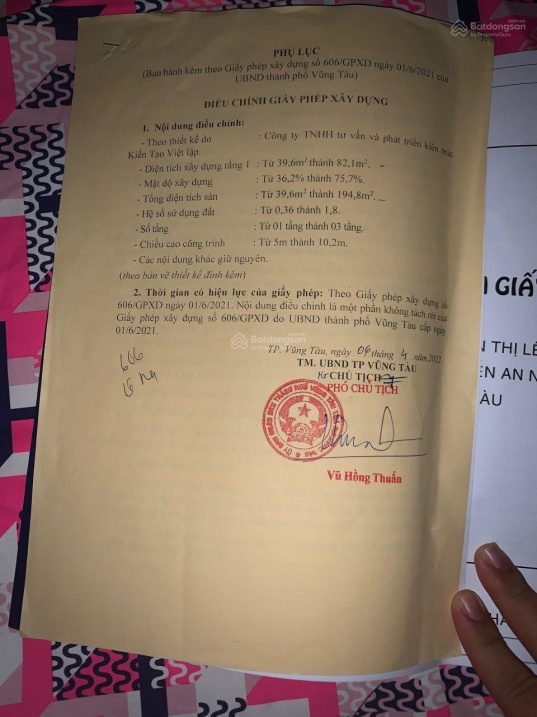 Batdongsan
by PropertyGuru
PHỤ LỤC
(Ban hành kèm theo Giấy phép xây dựng số 606/GPXD ngày 01/6/2021 của
UBND thành phố Vũng Tàu)
ĐIỀU CHỈNH GIẤY PHÉP XÂY DỰNG
1. Nội dung điều chỉnh:
- Theo thiết kế do : Công ty TNHH tư vấn và phát triển kiến trúc
Kiến Tạo Việt lập.
- Diện tích xây dựng tầng 1 : Từ 39,6m² thành 82,1m².
- Mật độ xây dựng : Từ 36,2% thành 75,7%.
- Tổng diện tích sàn : Từ 39,6m² thành 194,8m².
- Hệ số sử dụng đất : Từ 0,36 thành 1,8.
- Số tầng : Từ 01 tầng thành 03 tầng.
- Chiều cao công trình : Từ 5m thành 10,2m.
- Các nội dung khác giữ nguyên.
(theo bản vẽ thiết kế đính kèm)
2. Thời gian có hiệu lực của giấy phép: Theo Giấy phép xây dựng số
606/GPXD ngày 01/6/2021. Nội dung điều chỉnh là một phần không tách rời của
Giấy phép xây dựng số 606/GPXD do UBND thành phố Vũng Tàu cấp ngày
01/6/2021.
Batdongsan
606
TP. Vũng Tàu, ngày 04 tháng 4 năm 2022
TM. UBND TP VŨNG TÀU
CHỦ TỊCH
PHÓ CHỦ TỊCH
Vũ Hồng Thuấn
I GIẤ
N THỊ LÊ
ÊN AN N
ÀU